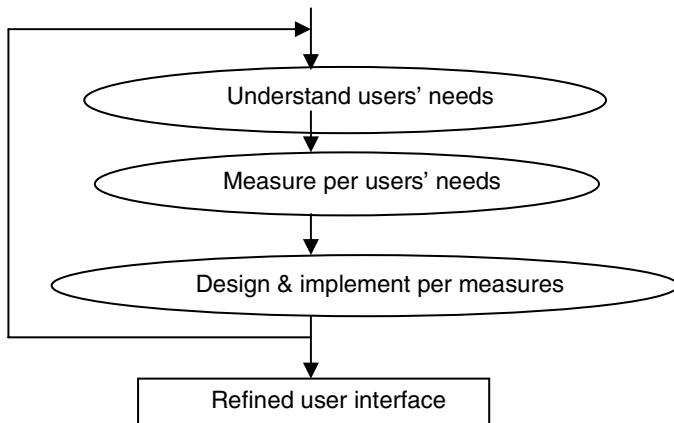 Understand users’ needs
Measure per users’ needs
Design & implement per measures
Refined user interface